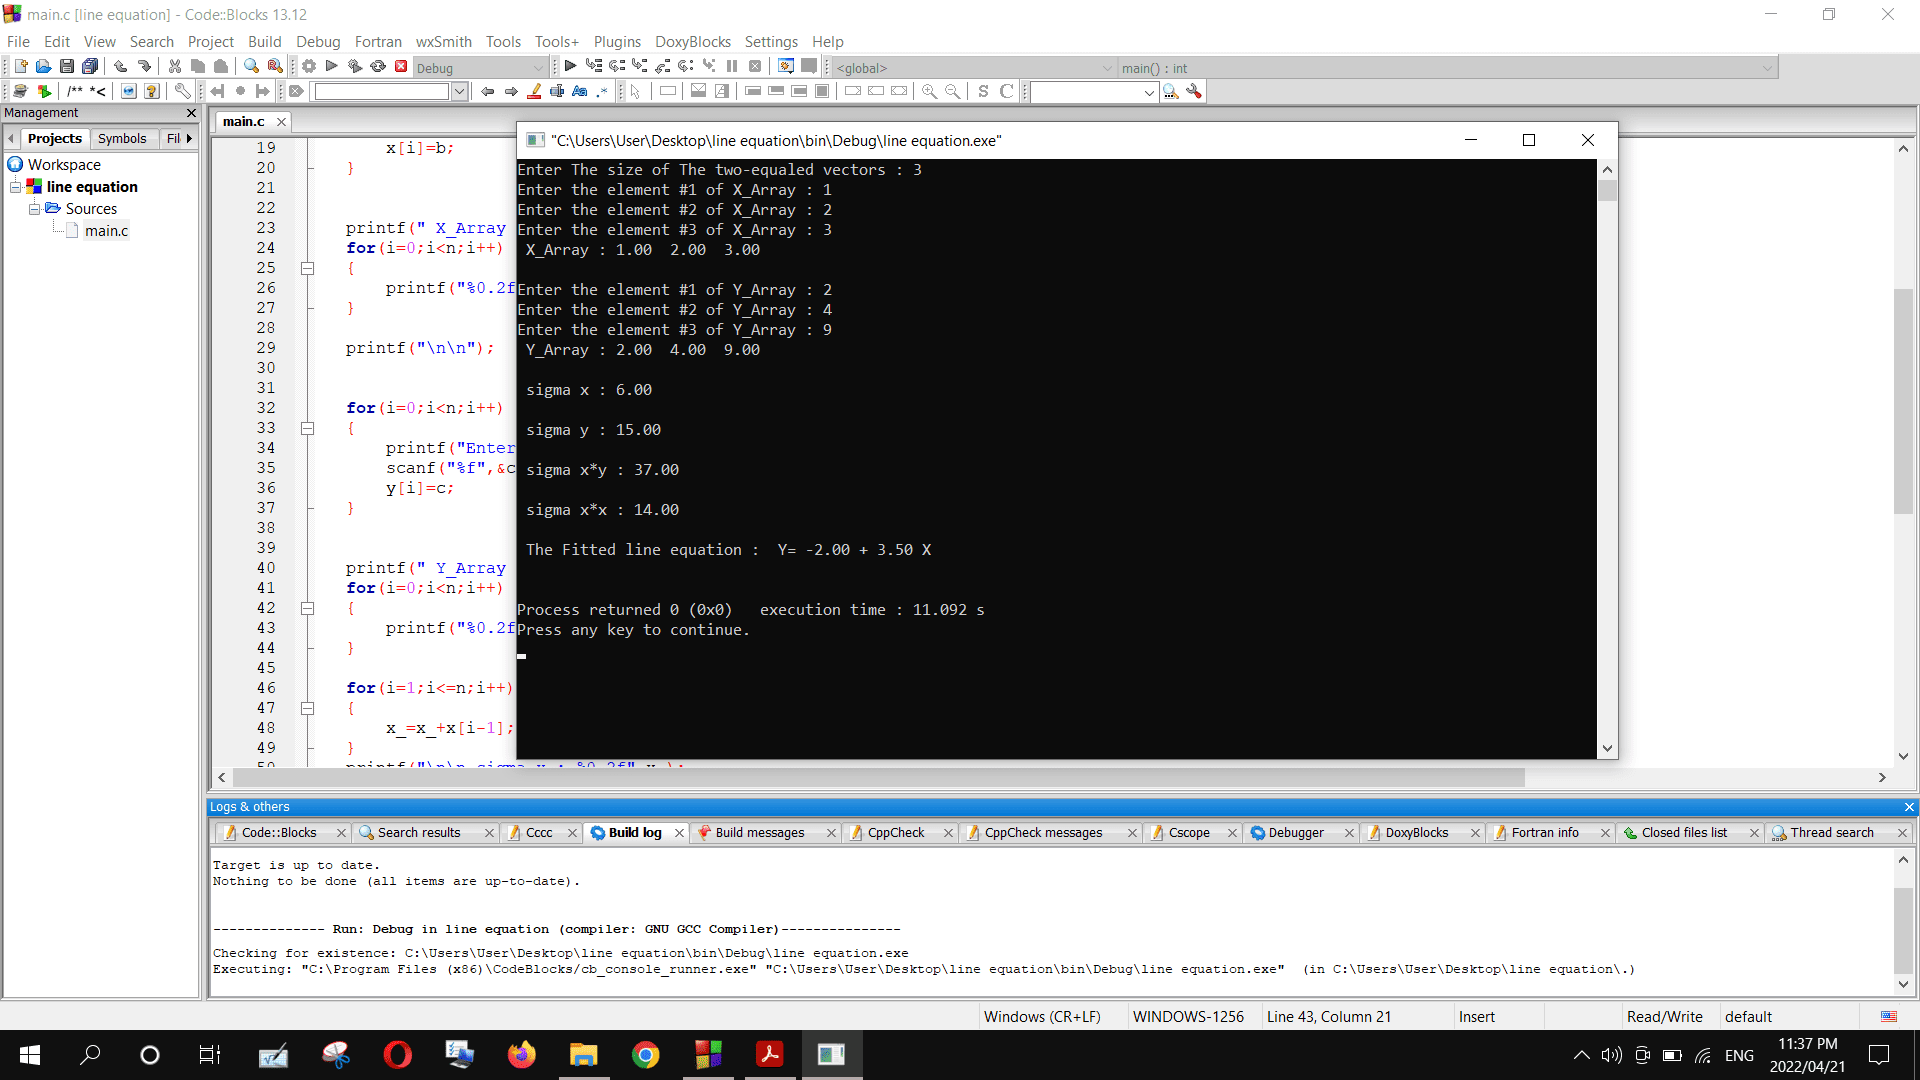 main.c [line equation] - Code::Blocks 13.12
File Edit View Search Project Build Debug Fortran wxSmith Tools Tools+ Plugins DoxyBlocks Settings Help
Debug
<global>
main() : int
/** *<
Aa .*
S C
Management
Projects Symbols Fil
Workspace
line equation
Sources
main.c
main.c
19 x[i]=b;
20 }
21
22
23 printf(" X_Array
24 for(i=0;i<n;i++)
25 {
26 printf("%0.2f
27 }
28
29 printf("\n\n");
30
31
32 for(i=0;i<n;i++)
33 {
34 printf("Enter
35 scanf("%f",&c
36 y[i]=c;
37 }
38
39
40 printf(" Y_Array
41 for(i=0;i<n;i++)
42 {
43 printf("%0.2f
44 }
45
46 for(i=1;i<=n;i++)
47 {
48 x_=x_+x[i-1];
49 }
50 printf("\n\n sigma x : %0.2f",x_);
"C:\Users\User\Desktop\line equation\bin\Debug\line equation.exe"
Enter The size of The two-equaled vectors : 3
Enter the element #1 of X_Array : 1
Enter the element #2 of X_Array : 2
Enter the element #3 of X_Array : 3
X_Array : 1.00 2.00 3.00
Enter the element #1 of Y_Array : 2
Enter the element #2 of Y_Array : 4
Enter the element #3 of Y_Array : 9
Y_Array : 2.00 4.00 9.00
sigma x : 6.00
sigma y : 15.00
sigma x*y : 37.00
sigma x*x : 14.00
The Fitted line equation : Y= -2.00 + 3.50 X
Process returned 0 (0x0) execution time : 11.092 s
Press any key to continue.
Logs & others
Code::Blocks Search results Cccc Build log Build messages CppCheck CppCheck messages Cscope Debugger DoxyBlocks Fortran info Closed files list Thread search
Target is up to date.
Nothing to be done (all items are up-to-date).
-------------- Run: Debug in line equation (compiler: GNU GCC Compiler)---------------
Checking for existence: C:\Users\User\Desktop\line equation\bin\Debug\line equation.exe
Executing: "C:\Program Files (x86)\CodeBlocks/cb_console_runner.exe" "C:\Users\User\Desktop\line equation\bin\Debug\line equation.exe" (in C:\Users\User\Desktop\line equation\.)
Windows (CR+LF) WINDOWS-1256 Line 43, Column 21 Insert Read/Write default
ENG
11:37 PM
2022/04/21